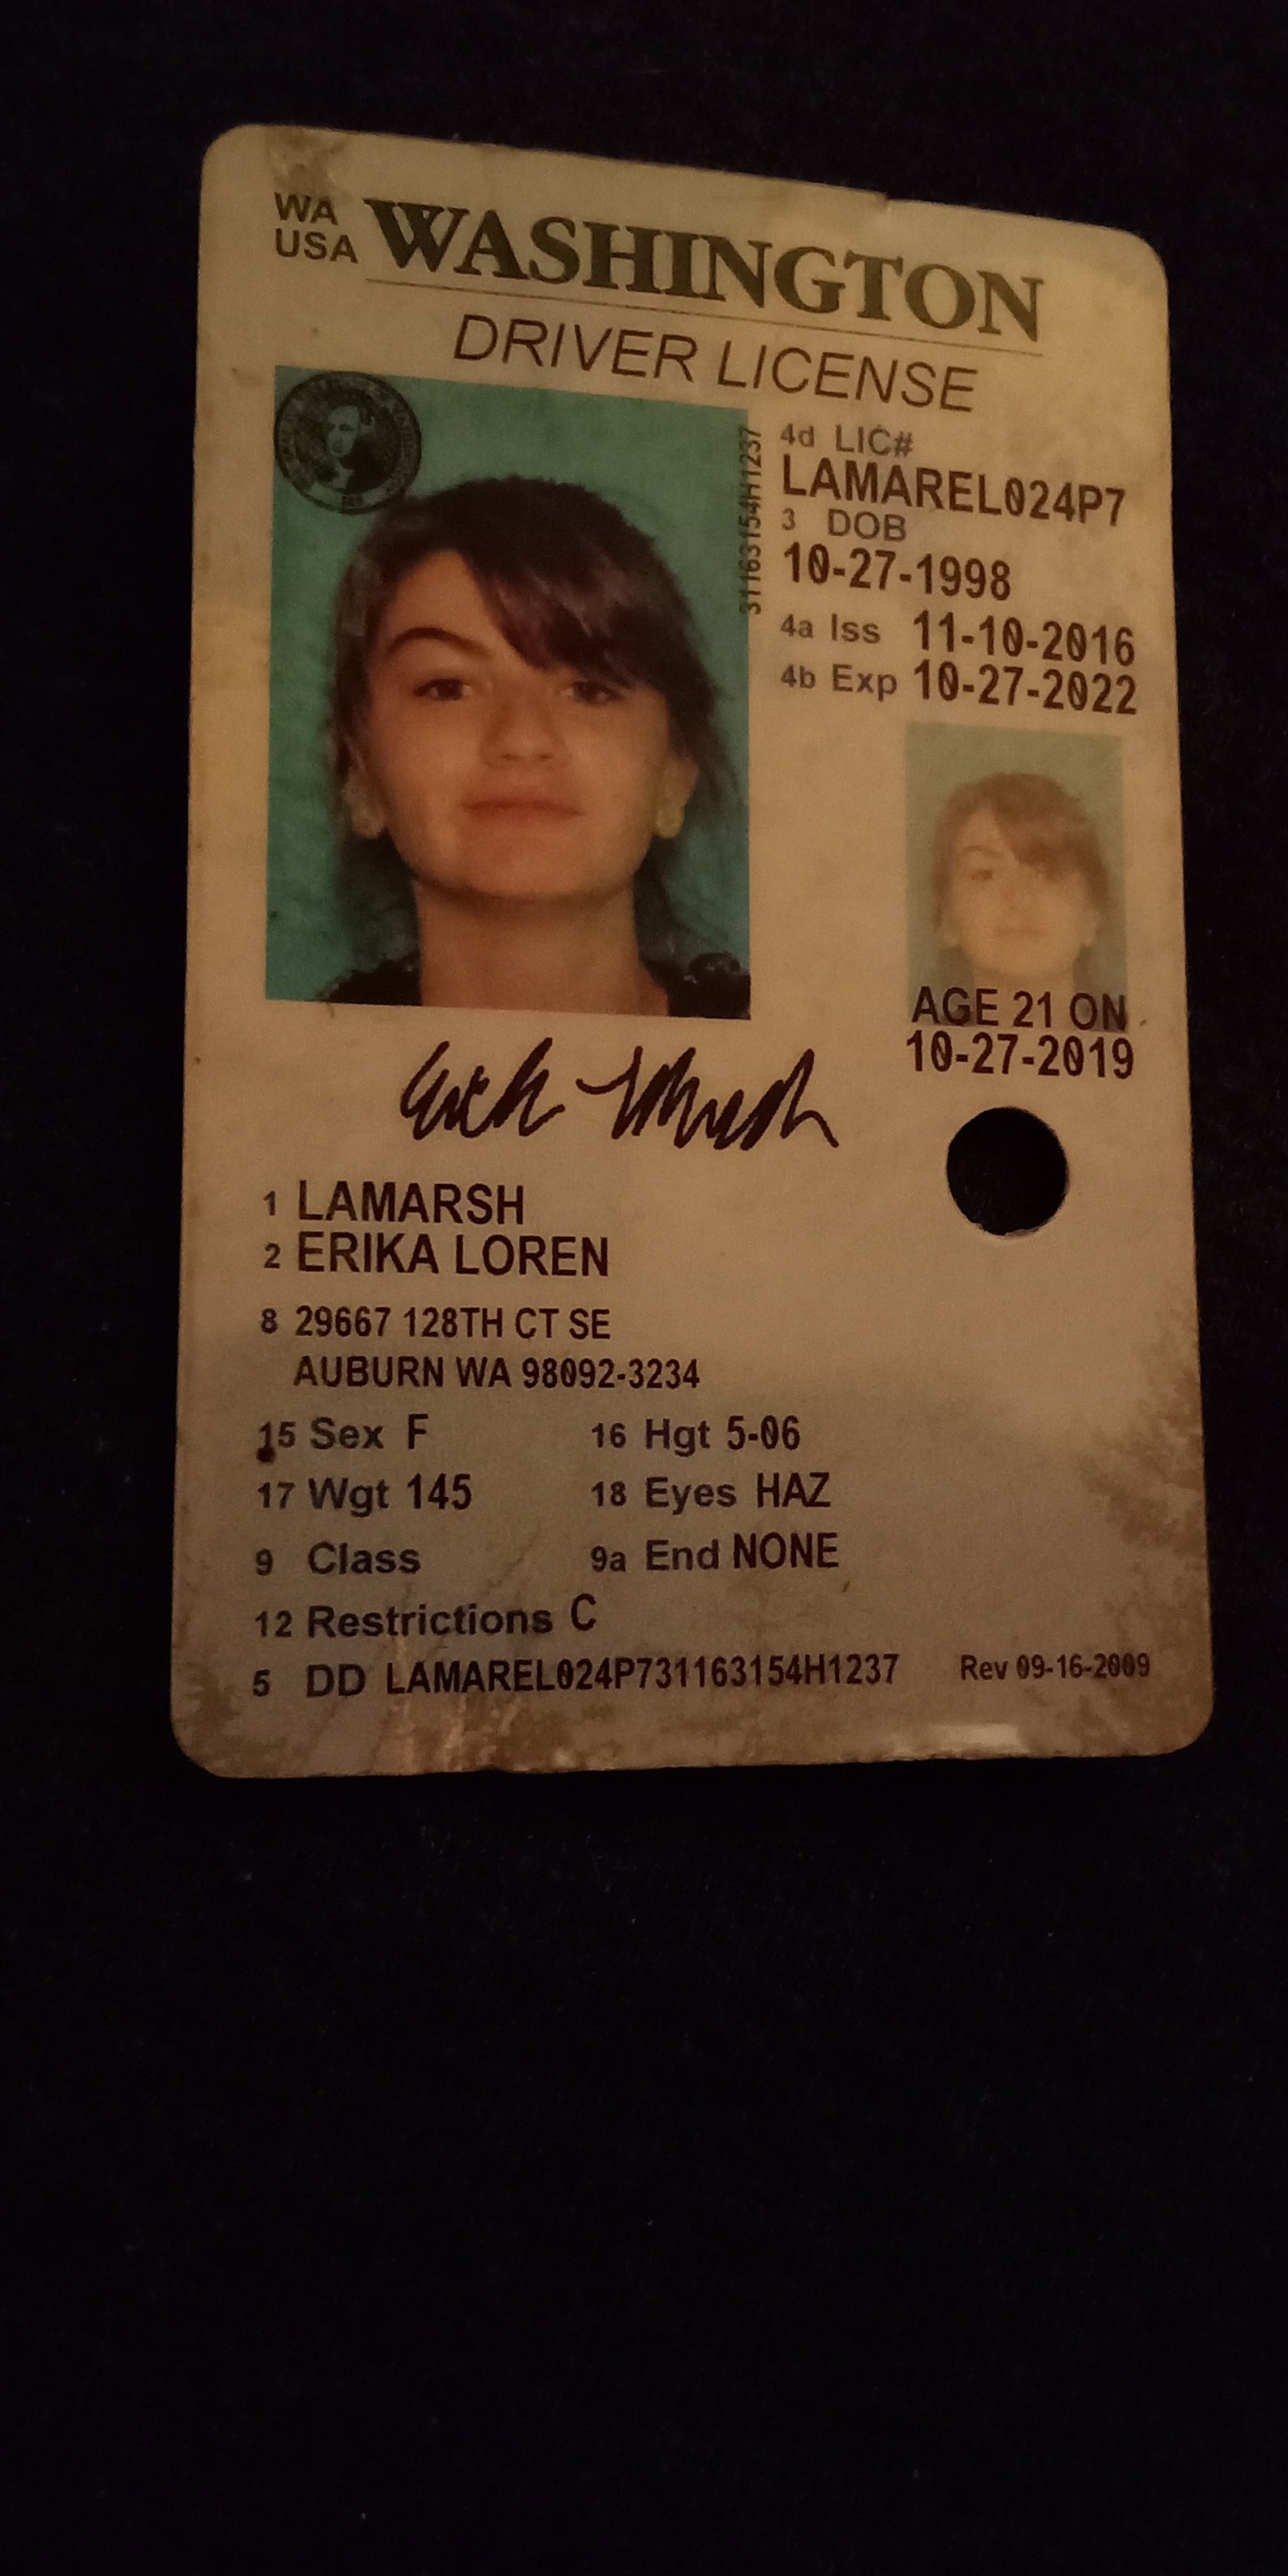 WA
USA
WASHINGTON
DRIVER LICENSE
31163154H1237
4d LIC#
LAMAREL024P7
3 DOB
10-27-1998
4a Iss 11-10-2016
4b Exp 10-27-2022
AGE 21 ON
10-27-2019
1 LAMARSH
2 ERIKA LOREN
8 29667 128TH CT SE
AUBURN WA 98092-3234
15 Sex F 16 Hgt 5-06
17 Wgt 145 18 Eyes HAZ
9 Class 9a End NONE
12 Restrictions C
5 DD LAMAREL024P731163154H1237 Rev 09-16-2009